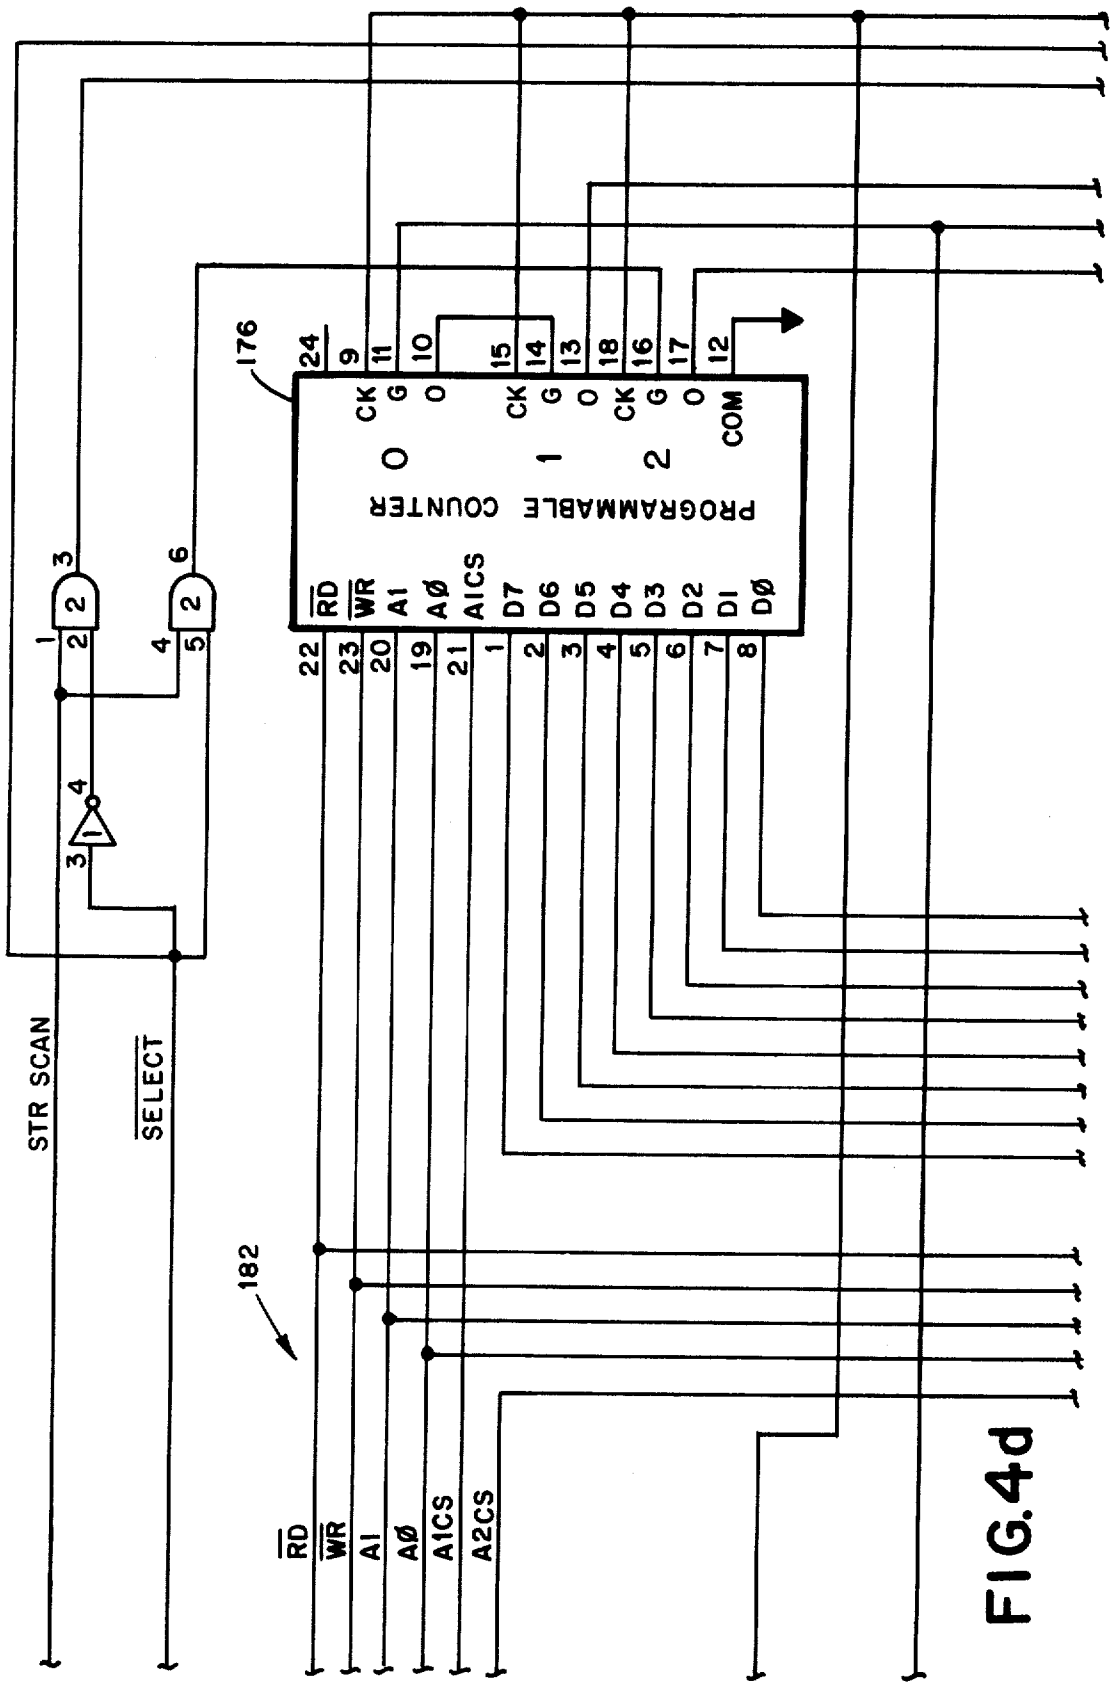 STR SCAN
SELECT
3
1
4
1
2
2
3
4
5
2
6
182
RD
WR
A1
AØ
A1CS
A2CS
176
22
23
20
19
21
1
2
3
4
5
6
7
8
RD
WR
A1
AØ
A1CS
D7
D6
D5
D4
D3
D2
D1
DØ
PROGRAMMABLE COUNTER
0
1
2
CK
G
O
CK
G
O
CK
G
O
COM
24
9
11
10
15
14
13
18
16
17
12
FIG.4d